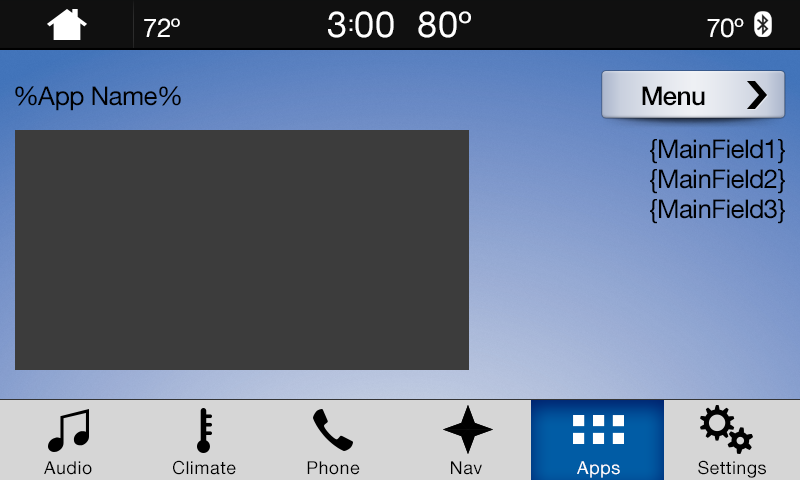 72º 3:00 80º 70º
%App Name%
Menu
{MainField1}
{MainField2}
{MainField3}
Audio Climate Phone Nav Apps Settings